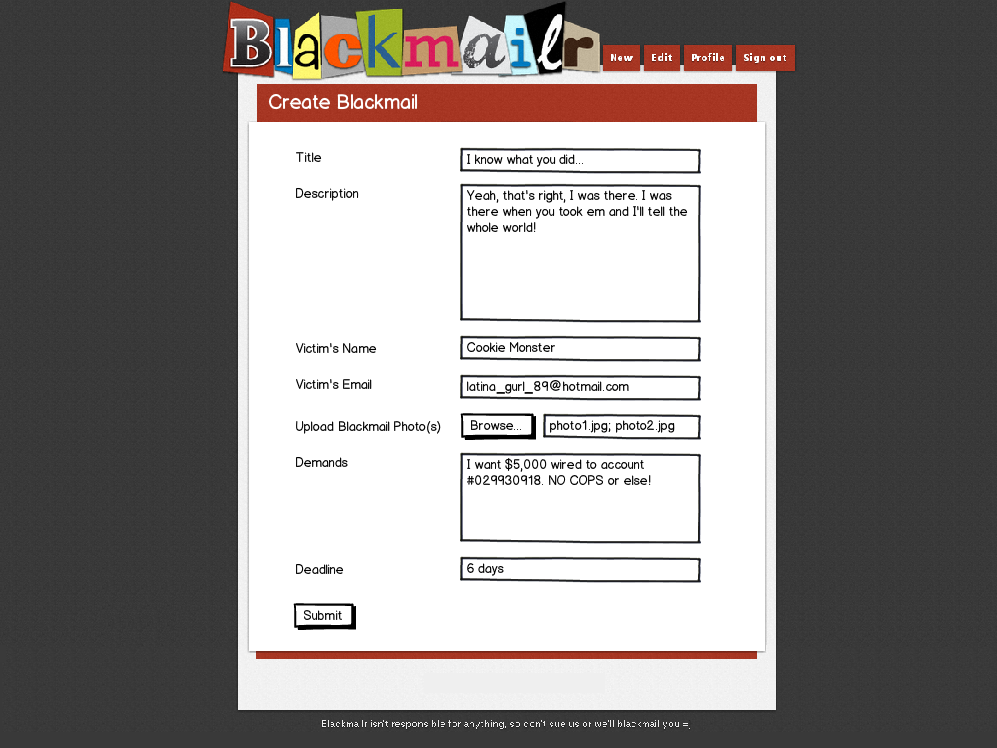 Blackmailr
New Edit Profile Sign out
Create Blackmail
Title
I know what you did...
Description
Yeah, that's right, I was there. I was
there when you took em and I'll tell the
whole world!
Victim's Name
Cookie Monster
Victim's Email
latina_gurl_89@hotmail.com
Upload Blackmail Photo(s)
Browse... photo1.jpg; photo2.jpg
Demands
I want $5,000 wired to account
#029930918. NO COPS or else!
Deadline
6 days
Submit
Blackmailr isn't responsible for anything, so don't sue us or we'll blackmail you =]